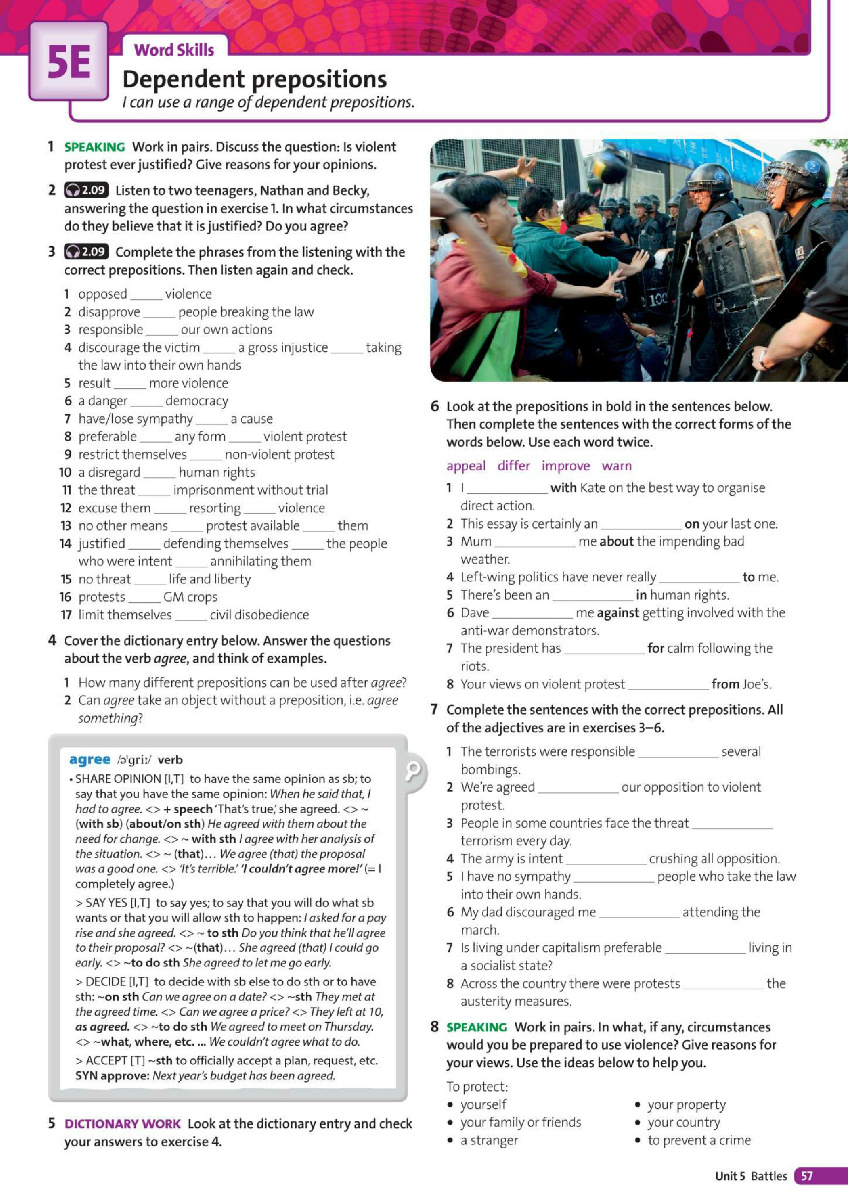 5E
Word Skills
Dependent prepositions
I can use a range of dependent prepositions.
1 SPEAKING Work in pairs. Discuss the question: Is violent
protest ever justified? Give reasons for your opinions.
2 2.09 Listen to two teenagers, Nathan and Becky,
answering the question in exercise 1. In what circumstances
do they believe that it is justified? Do you agree?
3 2.09 Complete the phrases from the listening with the
correct prepositions. Then listen again and check.
1 opposed _____ violence
2 disapprove _____ people breaking the law
3 responsible _____ our own actions
4 discourage the victim _____ a gross injustice _____ taking
the law into their own hands
5 result _____ more violence
6 a danger _____ democracy
7 have/lose sympathy _____ a cause
8 preferable _____ any form _____ violent protest
9 restrict themselves _____ non-violent protest
10 a disregard _____ human rights
11 the threat _____ imprisonment without trial
12 excuse them _____ resorting _____ violence
13 no other means _____ protest available _____ them
14 justified _____ defending themselves _____ the people
who were intent _____ annihilating them
15 no threat _____ life and liberty
16 protests _____ GM crops
17 limit themselves _____ civil disobedience
4 Cover the dictionary entry below. Answer the questions
about the verb agree, and think of examples.
1 How many different prepositions can be used after agree?
2 Can agree take an object without a preposition, i.e. agree
something?
agree /əˈɡriː/ verb
• SHARE OPINION [I,T] to have the same opinion as sb; to
say that you have the same opinion: When he said that, I
had to agree. <> + speech 'That's true,' she agreed. <> ~
(with sb) (about/on sth) He agreed with them about the
need for change. <> ~ with sth I agree with her analysis of
the situation. <> ~ (that)… We agree (that) the proposal
was a good one. <> 'It's terrible.' 'I couldn't agree more!' (= I
completely agree.)
> SAY YES [I,T] to say yes; to say that you will do what sb
wants or that you will allow sth to happen: I asked for a pay
rise and she agreed. <> ~ to sth Do you think that he'll agree
to their proposal? <> ~(that)… She agreed (that) I could go
early. <> ~to do sth She agreed to let me go early.
> DECIDE [I,T] to decide with sb else to do sth or to have
sth: ~on sth Can we agree on a date? <> ~sth They met at
the agreed time. <> Can we agree a price? <> They left at 10,
as agreed. <> ~to do sth We agreed to meet on Thursday.
<> ~what, where, etc. ... We couldn't agree what to do.
> ACCEPT [T] ~sth to officially accept a plan, request, etc.
SYN approve: Next year's budget has been agreed.
5 DICTIONARY WORK Look at the dictionary entry and check
your answers to exercise 4.
6 Look at the prepositions in bold in the sentences below.
Then complete the sentences with the correct forms of the
words below. Use each word twice.
appeal differ improve warn
1 I ____________ with Kate on the best way to organise
direct action.
2 This essay is certainly an ____________ on your last one.
3 Mum ____________ me about the impending bad
weather.
4 Left-wing politics have never really ____________ to me.
5 There's been an ____________ in human rights.
6 Dave ____________ me against getting involved with the
anti-war demonstrators.
7 The president has ____________ for calm following the
riots.
8 Your views on violent protest ____________ from Joe's.
7 Complete the sentences with the correct prepositions. All
of the adjectives are in exercises 3–6.
1 The terrorists were responsible ____________ several
bombings.
2 We're agreed ____________ our opposition to violent
protest.
3 People in some countries face the threat ____________
terrorism every day.
4 The army is intent ____________ crushing all opposition.
5 I have no sympathy ____________ people who take the law
into their own hands.
6 My dad discouraged me ____________ attending the
march.
7 Is living under capitalism preferable ____________ living in
a socialist state?
8 Across the country there were protests ____________ the
austerity measures.
8 SPEAKING Work in pairs. In what, if any, circumstances
would you be prepared to use violence? Give reasons for
your views. Use the ideas below to help you.
To protect:
• yourself
• your family or friends
• a stranger
• your property
• your country
• to prevent a crime
Unit 5 Battles 57